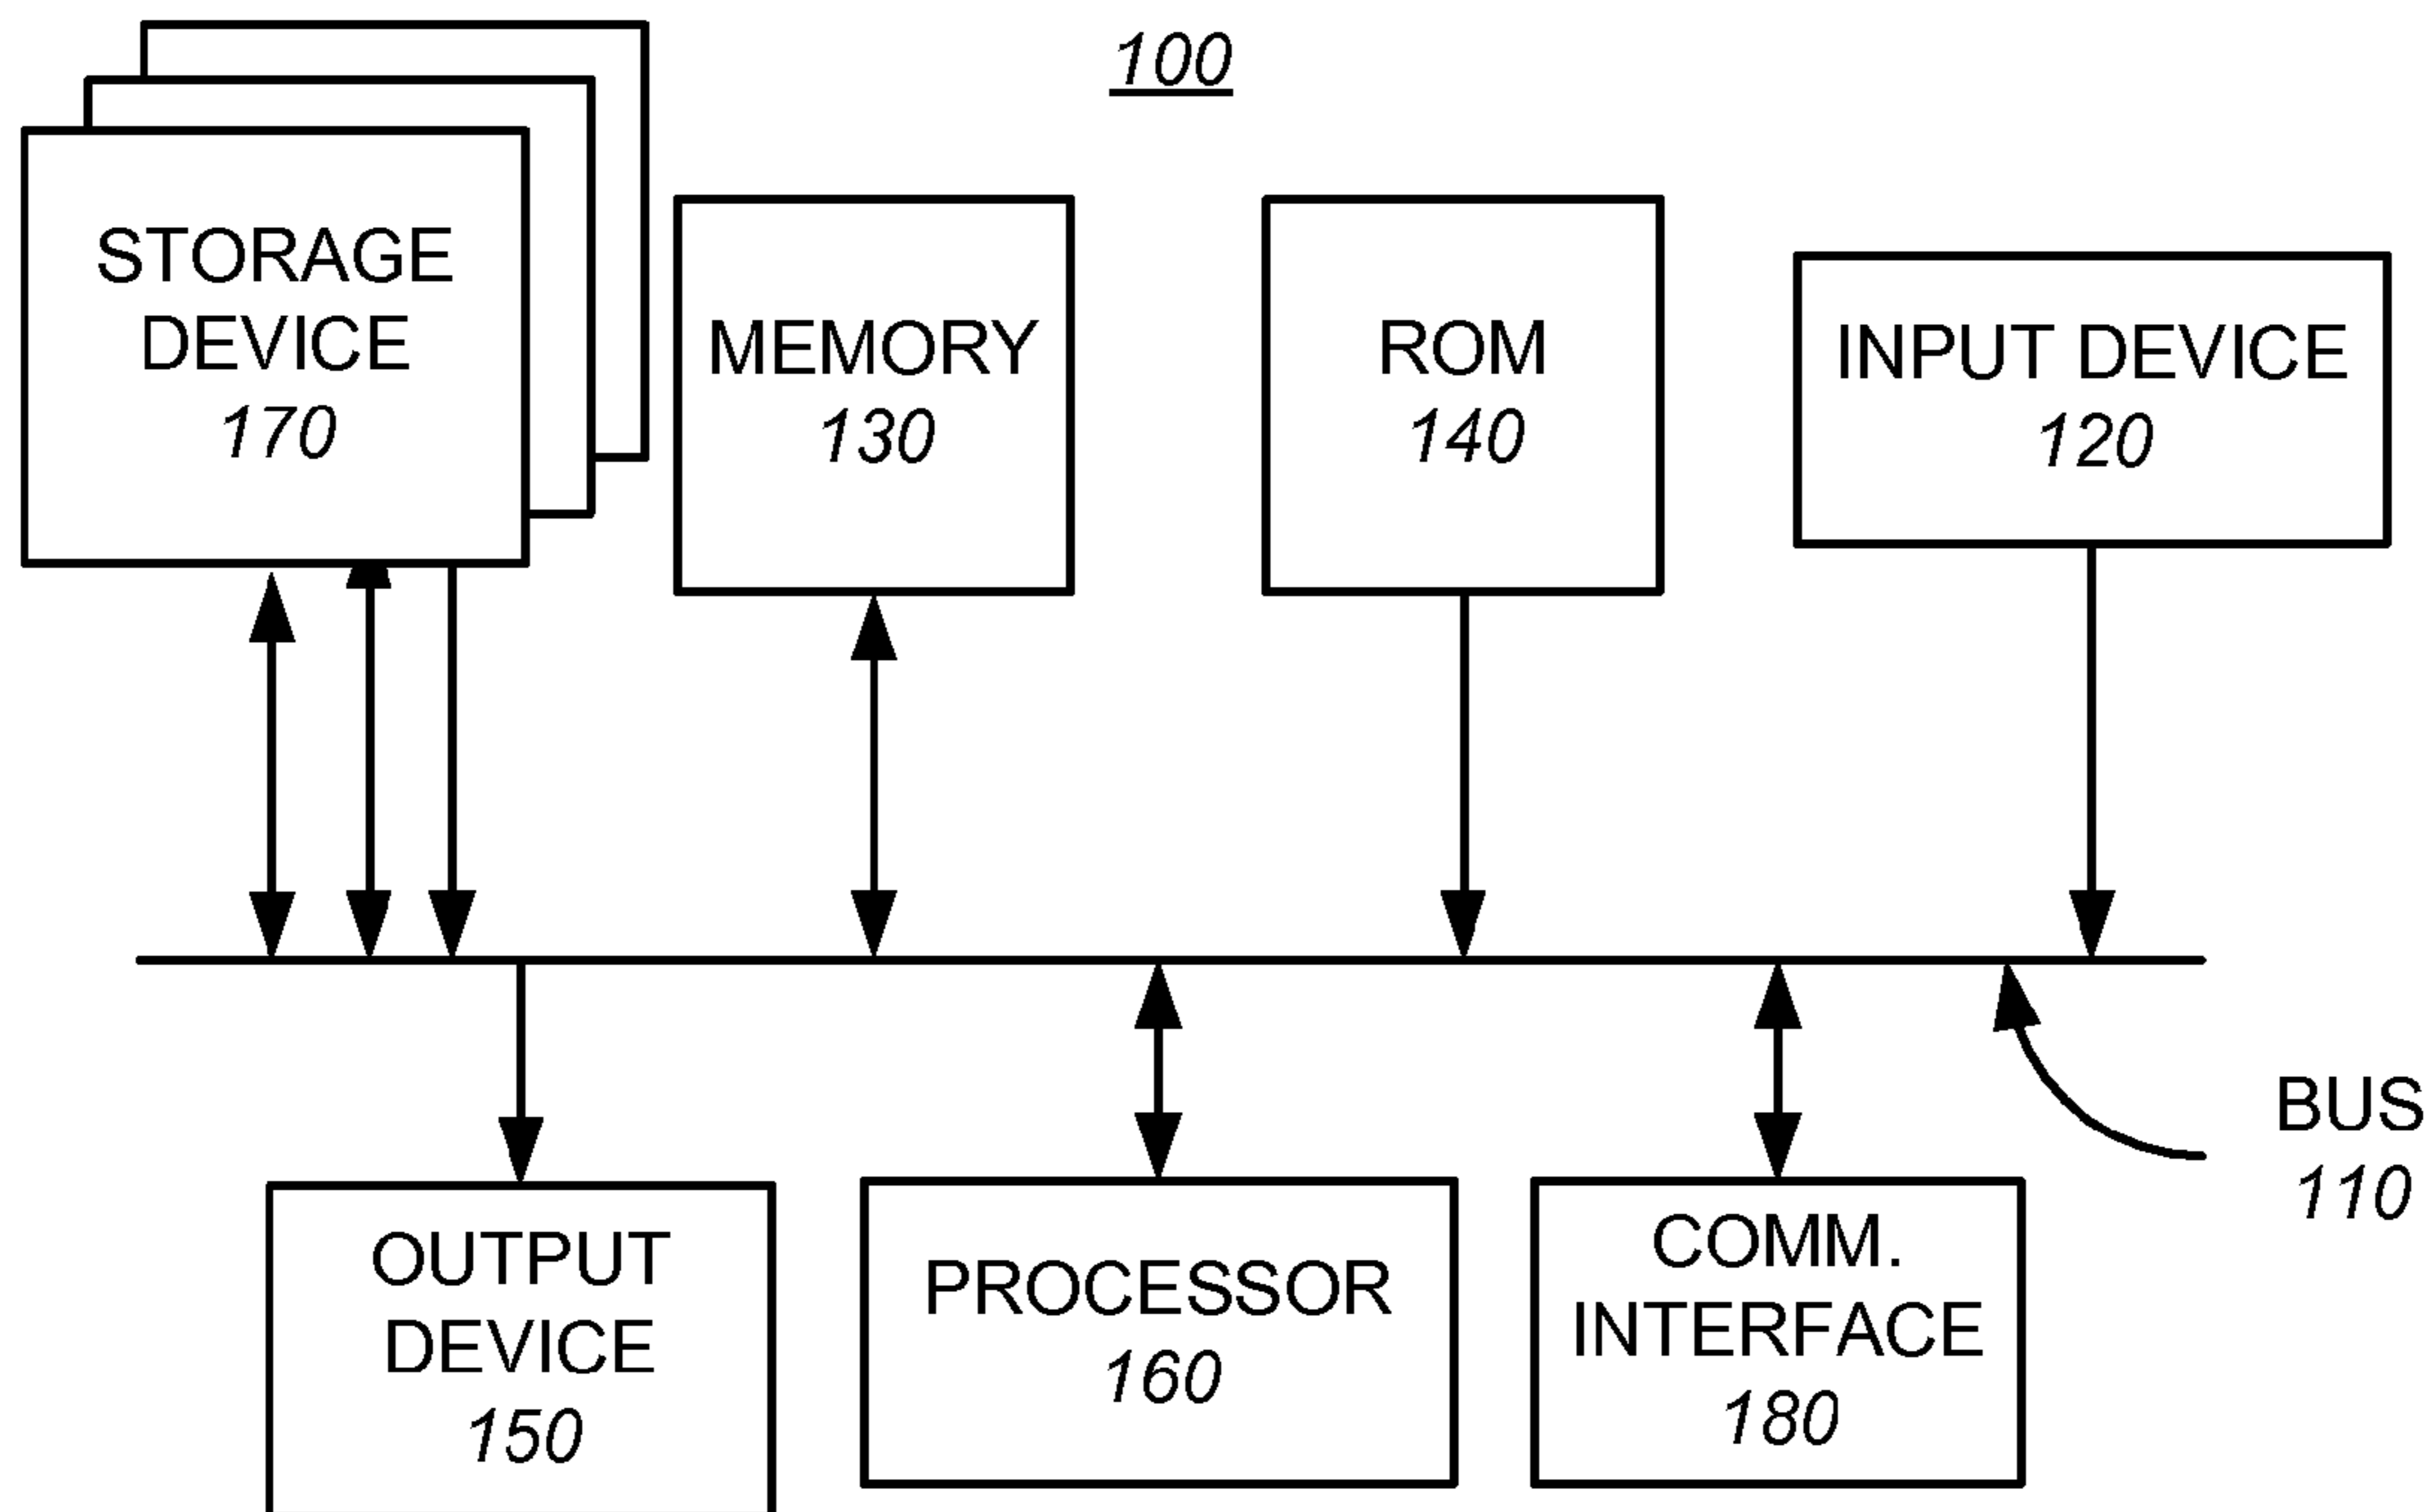 100
STORAGE
DEVICE
170
MEMORY
130
ROM
140
INPUT DEVICE
120
BUS
110
OUTPUT
DEVICE
150
PROCESSOR
160
COMM.
INTERFACE
180